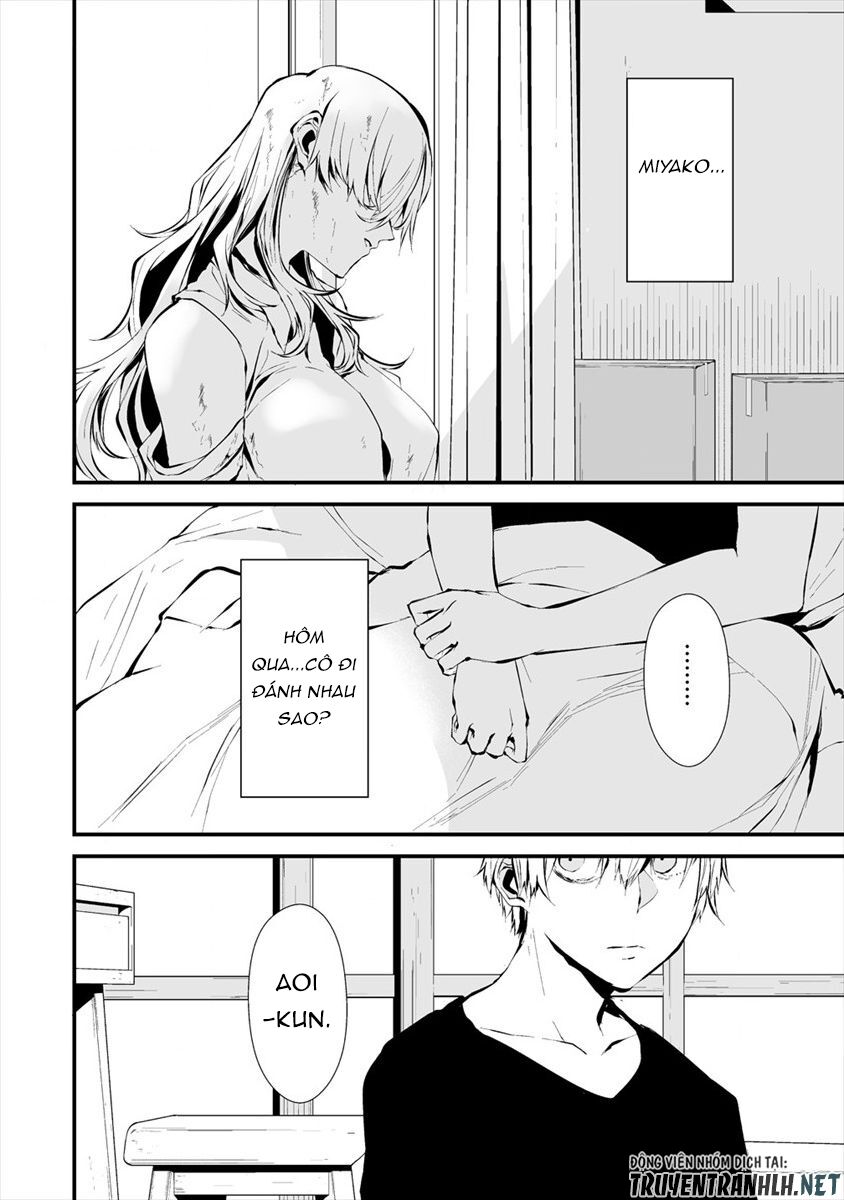 MIYAKO...
.........
HÔM
QUA...CÔ ĐI
ĐÁNH NHAU
SAO?
AOI
-KUN.
ĐỘNG VIÊN NHÓM DỊCH TẠI:
TRUYENTRANHLH.NET